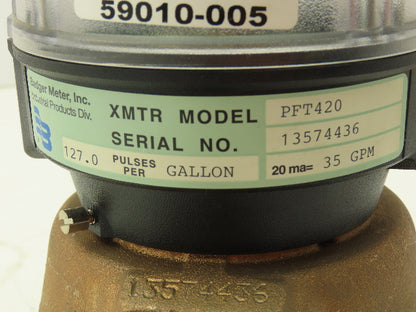 59010-005
Badger Meter, Inc.
Industrial Products Div.
XMTR MODEL PFT420
SERIAL NO. 13574436
127.0 PULSES PER GALLON 20 ma= 35 GPM
13574436